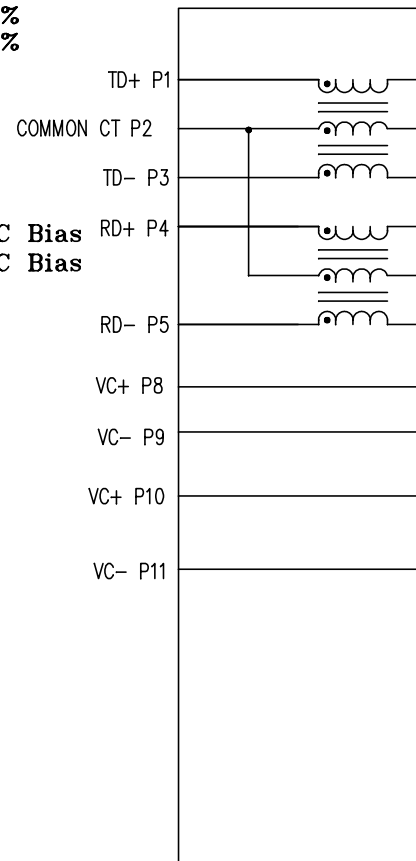 %
%
TD+ P1
COMMON CT P2
TD- P3
C Bias
RD+ P4
C Bias
RD- P5
VC+ P8
VC- P9
VC+ P10
VC- P11